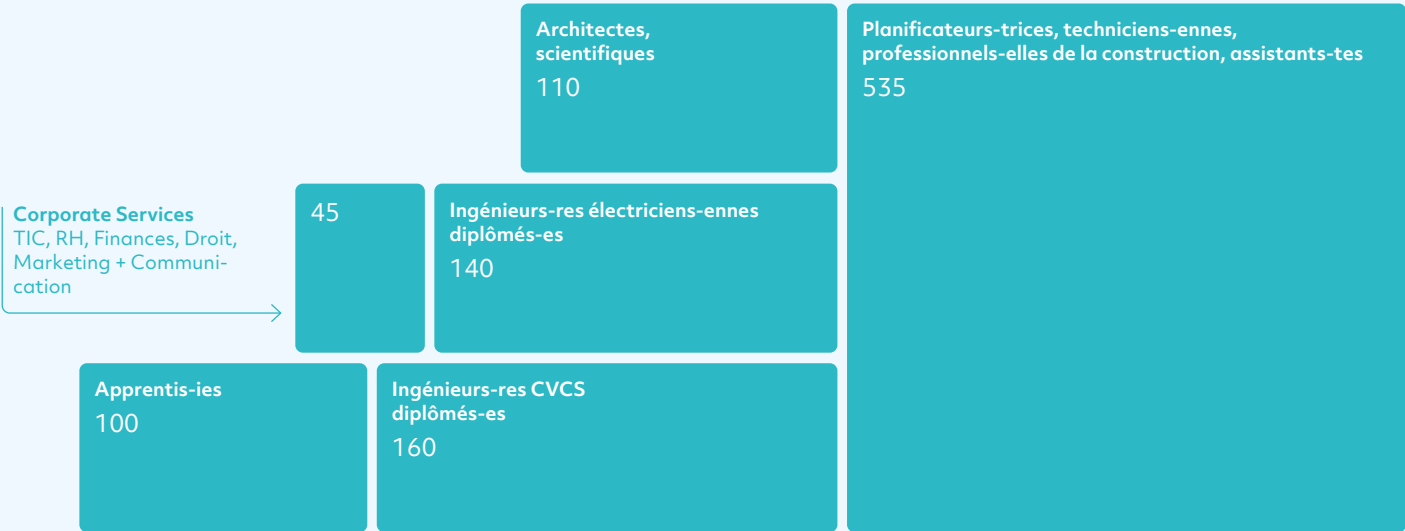 Architectes,
scientifiques
110
Planificateurs-trices, techniciens-ennes,
professionnels-elles de la construction, assistants-tes
535
Corporate Services
TIC, RH, Finances, Droit,
Marketing + Communi-
cation
45
Ingénieurs-res électriciens-ennes
diplômés-es
140
Apprentis-ies
100
Ingénieurs-res CVCS
diplômés-es
160